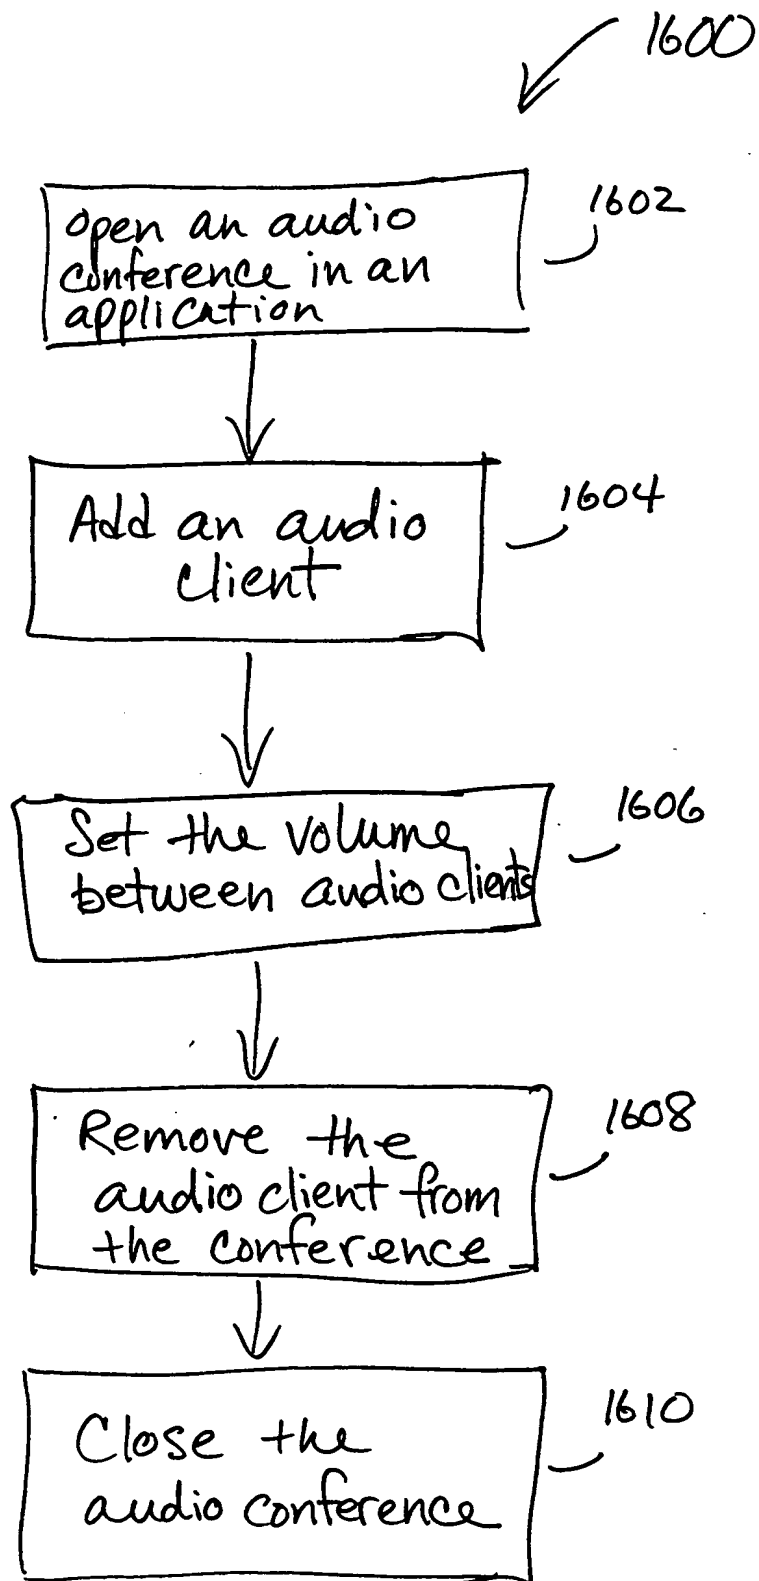 1600
open an audio
conference in an
application
1602
Add an audio
client
1604
Set the volume
between audio clients
1606
Remove the
audio client from
the conference
1608
Close the
audio conference
1610